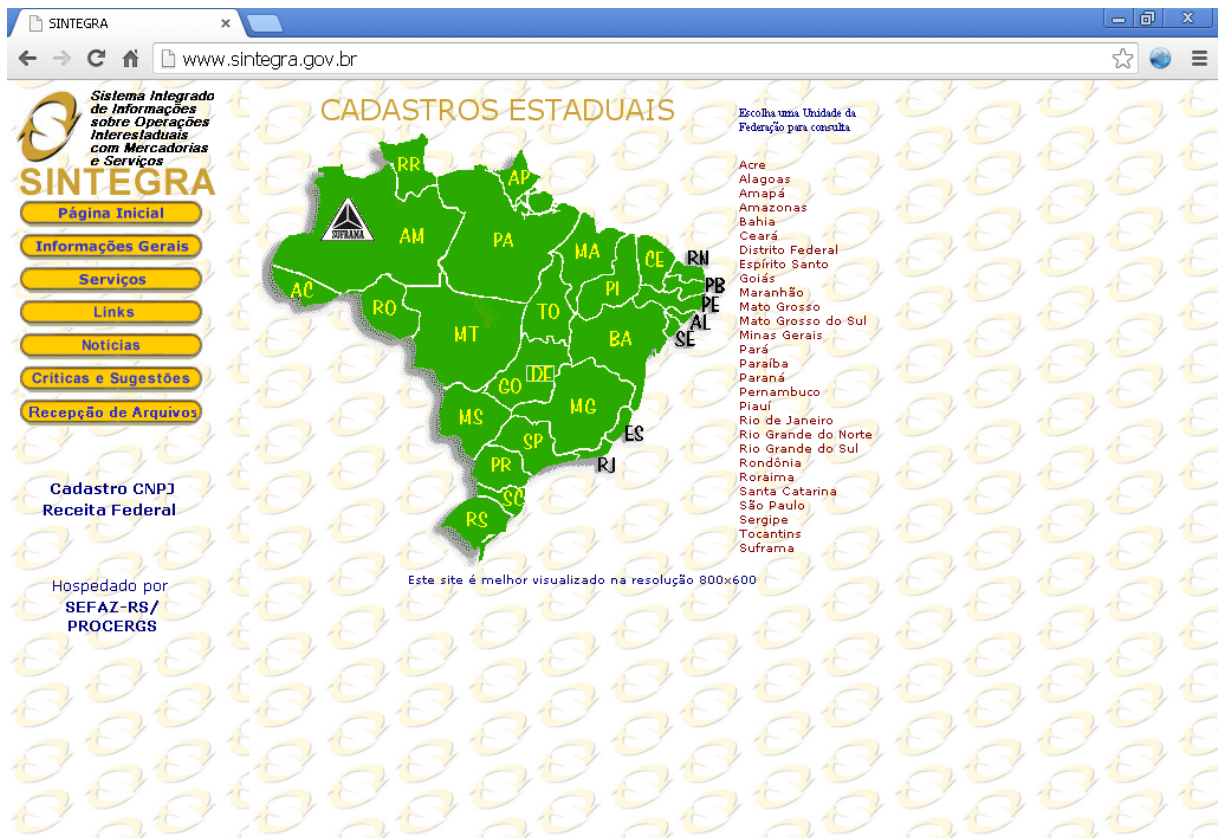 SINTEGRA
www.sintegra.gov.br
Sistema Integrado
de Informações
sobre Operações
Interestaduais
com Mercadorias
e Serviços
SINTEGRA
Página Inicial
Informações Gerais
Serviços
Links
Notícias
Críticas e Sugestões
Recepção de Arquivos
Cadastro CNPJ
Receita Federal
Hospedado por
SEFAZ-RS/
PROCERGS
CADASTROS ESTADUAIS
RR
AP
SUFRAMA
AM
PA
MA
CE
RN
PB
PE
AL
SE
PI
AC
RO
TO
MT
BA
GO
DF
MS
MG
ES
SP
RJ
PR
SC
RS
Este site é melhor visualizado na resolução 800x600
Escolha uma Unidade da
Federação para consulta
Acre
Alagoas
Amapá
Amazonas
Bahia
Ceará
Distrito Federal
Espírito Santo
Goiás
Maranhão
Mato Grosso
Mato Grosso do Sul
Minas Gerais
Pará
Paraíba
Paraná
Pernambuco
Piauí
Rio de Janeiro
Rio Grande do Norte
Rio Grande do Sul
Rondônia
Roraima
Santa Catarina
São Paulo
Sergipe
Tocantins
Suframa